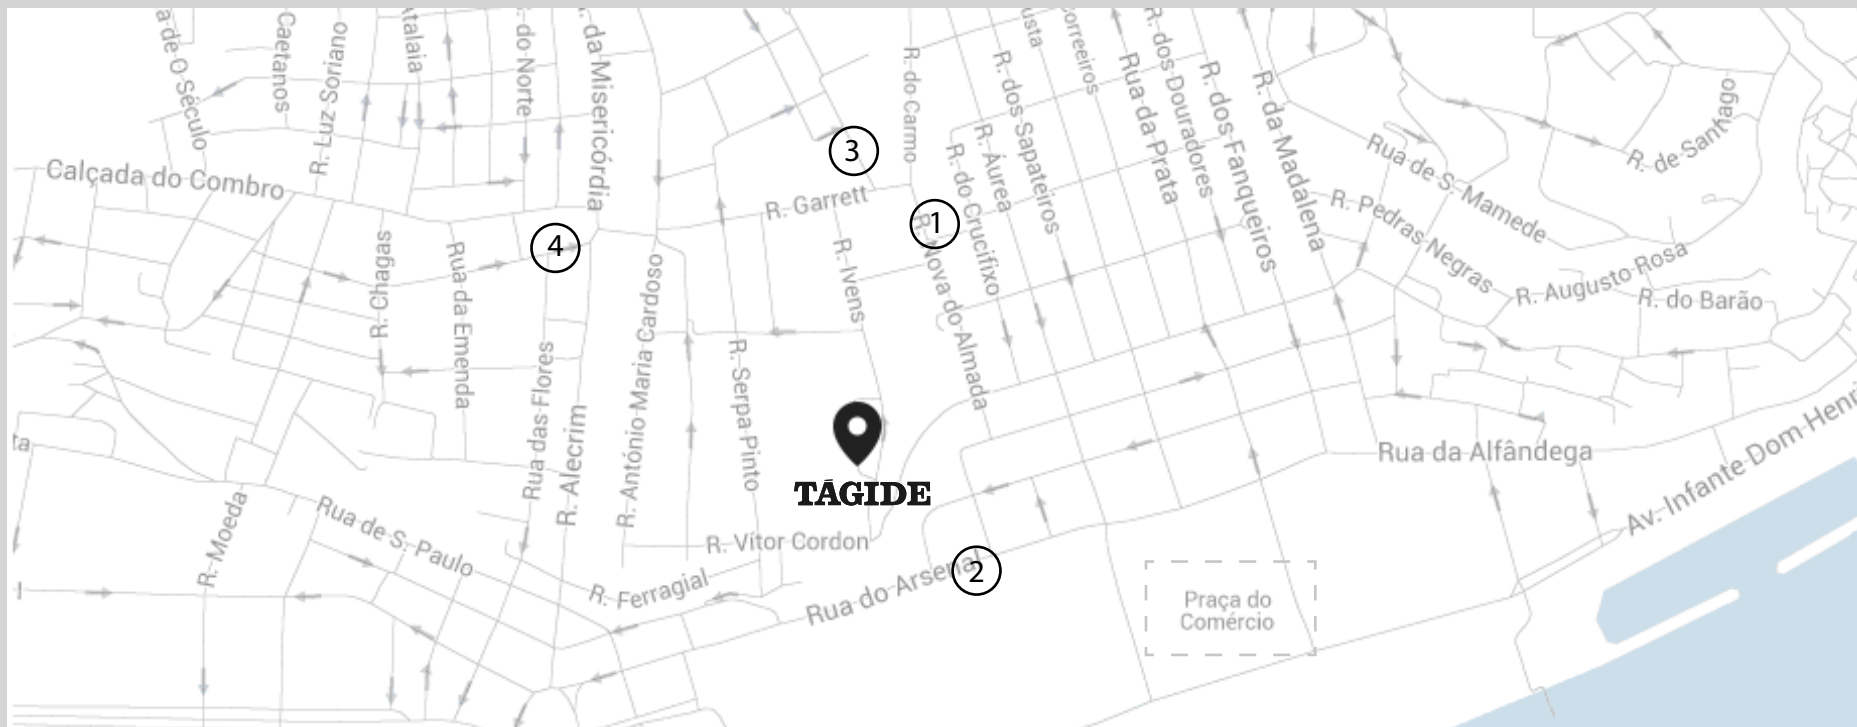 a-de-O-Século
Caetanos
R. Luz Soriano
Atalaia
do Norte
da Misericórdia
R. do Carmo
R. dos Sapateiros
usta
orreeiros
Rua da Prata
R. dos Douradores
R. dos Fanqueiros
R. da Madalena
Rua de S. Mamede
R. de Santiago
R. Pedras Negras
R. Augusto Rosa
R. do Barão
Calçada do Combro
3
R. Garrett
1
R. Áurea
R. do Crucifixo
R. Nova do Almada
4
R. Chagas
Rua da Emenda
R. Ivens
Rua das Flores
R. Alecrim
R. António Maria Cardoso
R. Serpa Pinto
TÁGIDE
ta
R. Moeda
Rua de S. Paulo
R. Vítor Cordon
R. Ferragial
Rua do Arsenal
2
Rua da Alfândega
Av. Infante Dom Henri
Praça do
Comércio